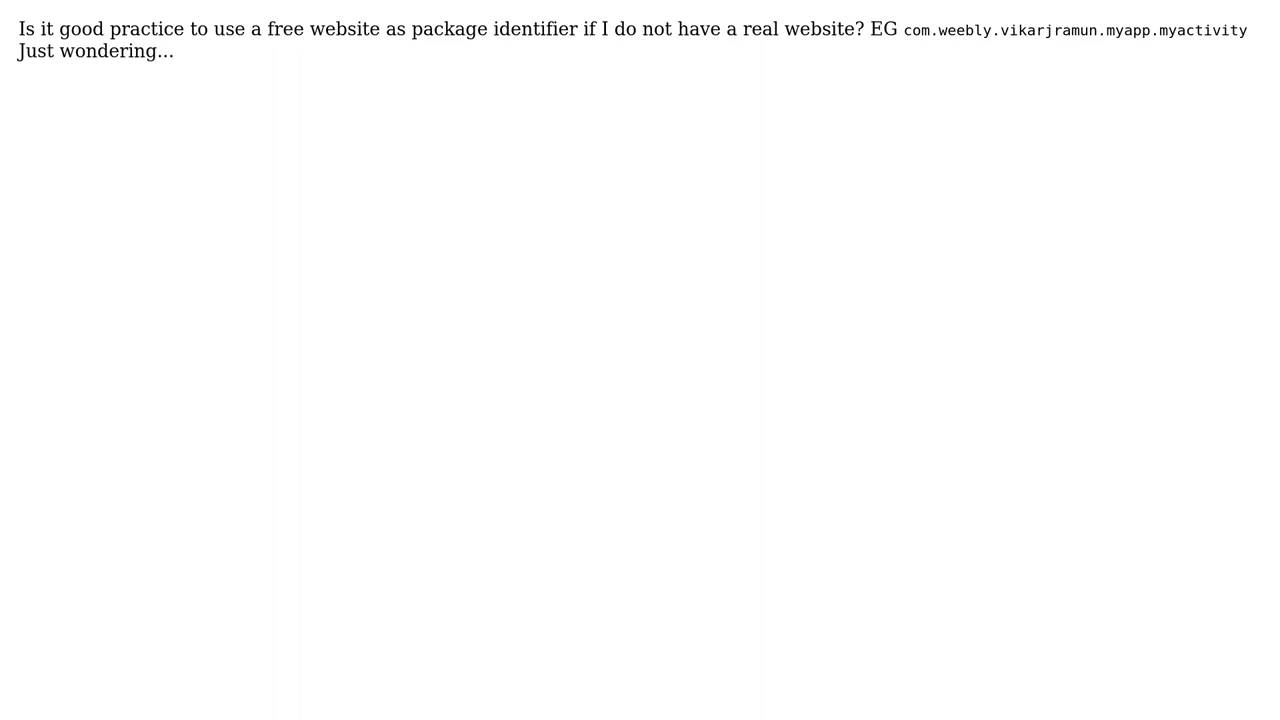 Is it good practice to use a free website as package identifier if I do not have a real website? EG com.weebly.vikarjramun.myapp.myactivity
Just wondering...